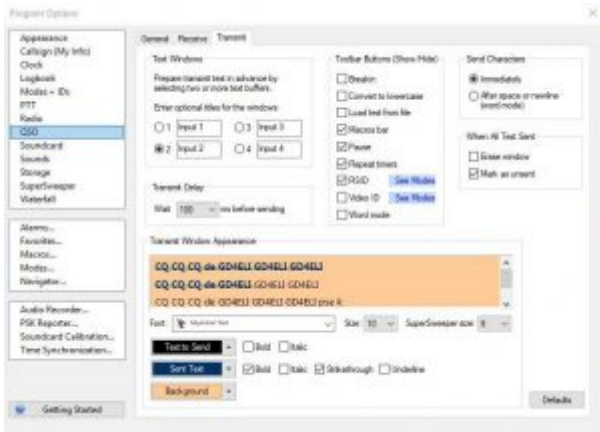 Program Options
Appearance
Callsign (My Info)
Clock
Logbook
Modes + IDs
PTT
Radio
QSO
Soundcard
Sounds
Storage
SuperSweeper
Waterfall
Alarms...
Favorites...
Macros...
Modes...
Navigator...
Audio Recorder...
PSK Reporter...
Soundcard Calibration...
Time Synchronization...
Getting Started
General Receive Transmit
Text Windows
Prepare transmit text in advance by
selecting two or more text buffers.
Enter optional titles for the windows:
1 Input 1 3 Input 3
2 Input 2 4 Input 4
Transmit Delay
Wait 100 ms before sending
Toolbar Buttons (Show/Hide)
Break-in
Convert to lowercase
Load text from file
Macros bar
Pause
Repeat timers
RSID See Modes
Video ID See Modes
Word mode
Send Characters
Immediately
After space or newline
(word mode)
When All Text Sent
Erase window
Mark as unsent
Transmit Window Appearance
CQ CQ CQ de GD4ELI GD4ELI GD4ELI
CQ CQ CQ de GD4ELI GD4ELI GD4ELI
CQ CQ CQ de GD4ELI GD4ELI GD4ELI pse k
Font: Size: 10 SuperSweeper size: 8
Text to Send Bold Italic
Sent Text Bold Italic Strikethrough Underline
Background
Defaults